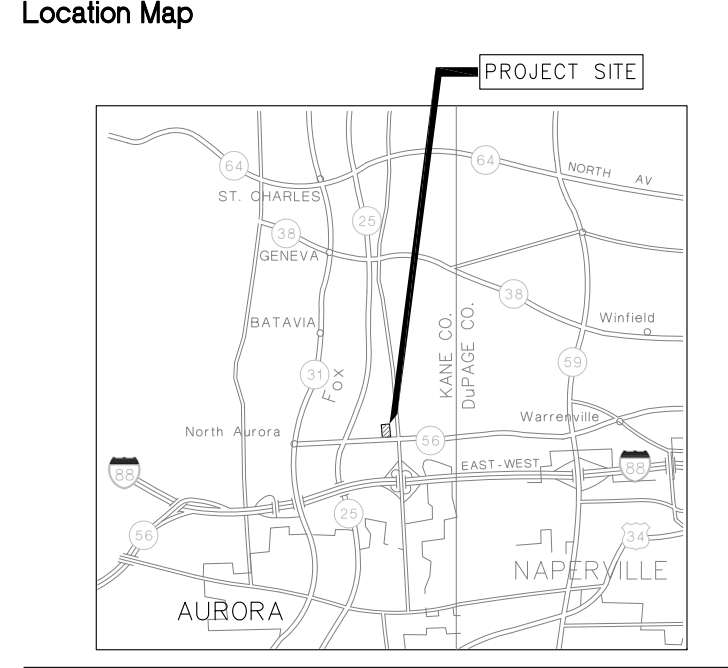 Location Map
PROJECT SITE
64
64
NORTH AV
ST. CHARLES
25
38
GENEVA
38
BATAVIA
KANE CO.
DuPAGE CO.
Winfield
59
31
Fox
Warrenville
North Aurora
56
EAST-WEST
88
88
25
56
34
NAPERVILLE
AURORA